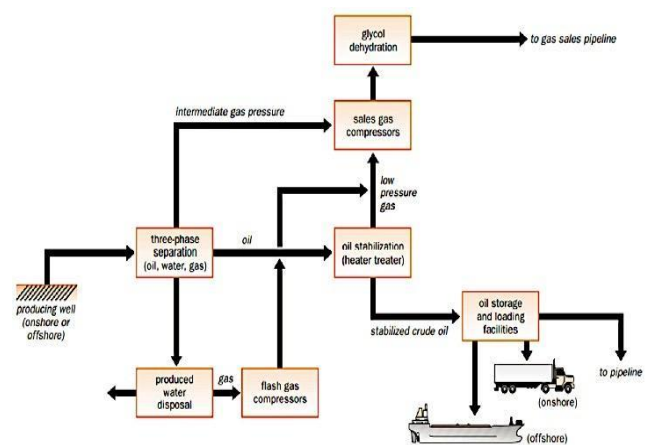 glycol
dehydration
to gas sales pipeline
intermediate gas pressure
sales gas
compressors
low
pressure
gas
three-phase
separation
(oil, water, gas)
oil
oil stabilization
(heater treater)
producing well
(onshore or
offshore)
stabilized crude oil
oil storage
and loading
facilities
produced
water
disposal
gas
flash gas
compressors
to pipeline
(onshore)
(offshore)